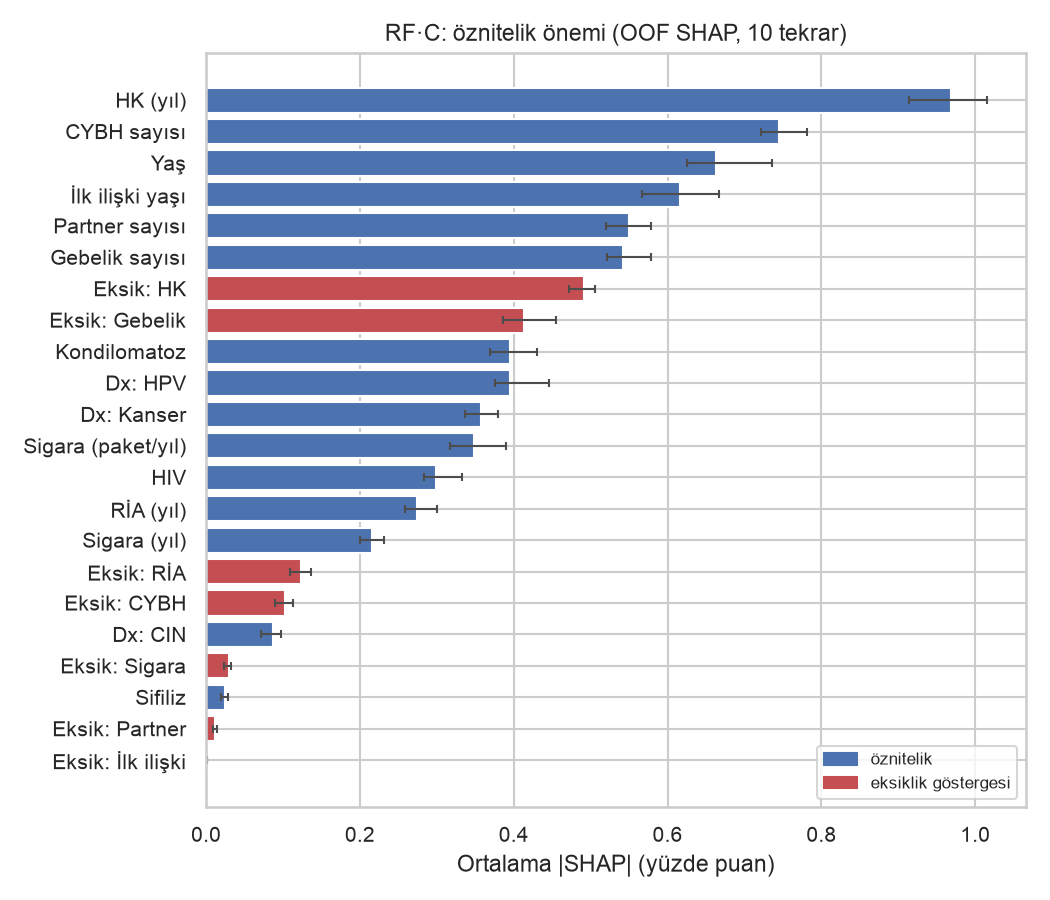 RF·C: öznitelik önemi (OOF SHAP, 10 tekrar)
HK (yıl)
CYBH sayısı
Yaş
İlk ilişki yaşı
Partner sayısı
Gebelik sayısı
Eksik: HK
Eksik: Gebelik
Kondilomatoz
Dx: HPV
Dx: Kanser
Sigara (paket/yıl)
HIV
RİA (yıl)
Sigara (yıl)
Eksik: RİA
Eksik: CYBH
Dx: CIN
Eksik: Sigara
Sifiliz
Eksik: Partner
Eksik: İlk ilişki
öznitelik
eksiklik göstergesi
0.0 0.2 0.4 0.6 0.8 1.0
Ortalama |SHAP| (yüzde puan)